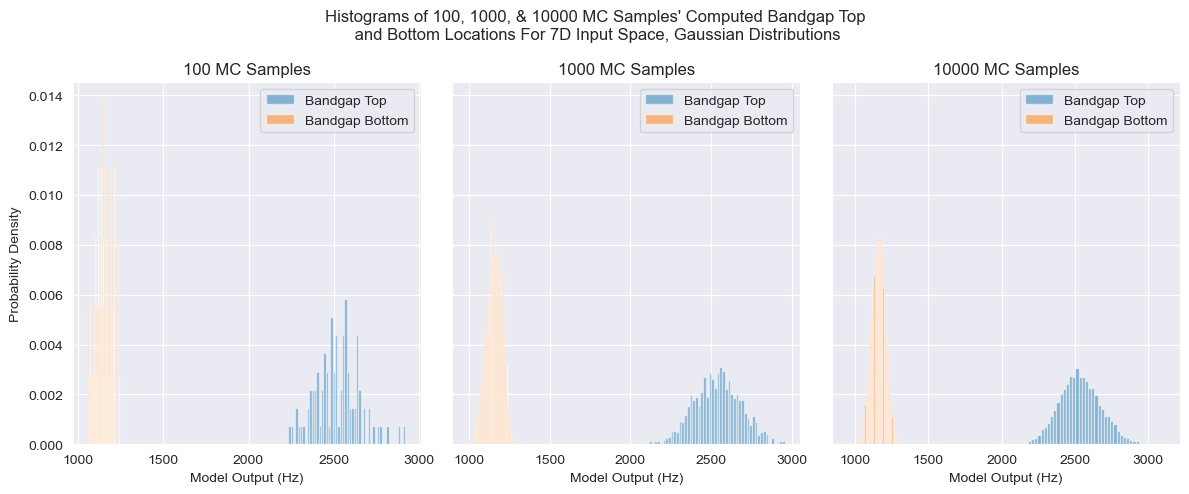 Histograms of 100, 1000, & 10000 MC Samples' Computed Bandgap Top
and Bottom Locations For 7D Input Space, Gaussian Distributions
100 MC Samples
1000 MC Samples
10000 MC Samples
Probability Density
0.014
0.012
0.010
0.008
0.006
0.004
0.002
0.000
Bandgap Top
Bandgap Bottom
1000 1500 2000 2500 3000
Model Output (Hz)
Bandgap Top
Bandgap Bottom
1000 1500 2000 2500 3000
Model Output (Hz)
Bandgap Top
Bandgap Bottom
1000 1500 2000 2500 3000
Model Output (Hz)